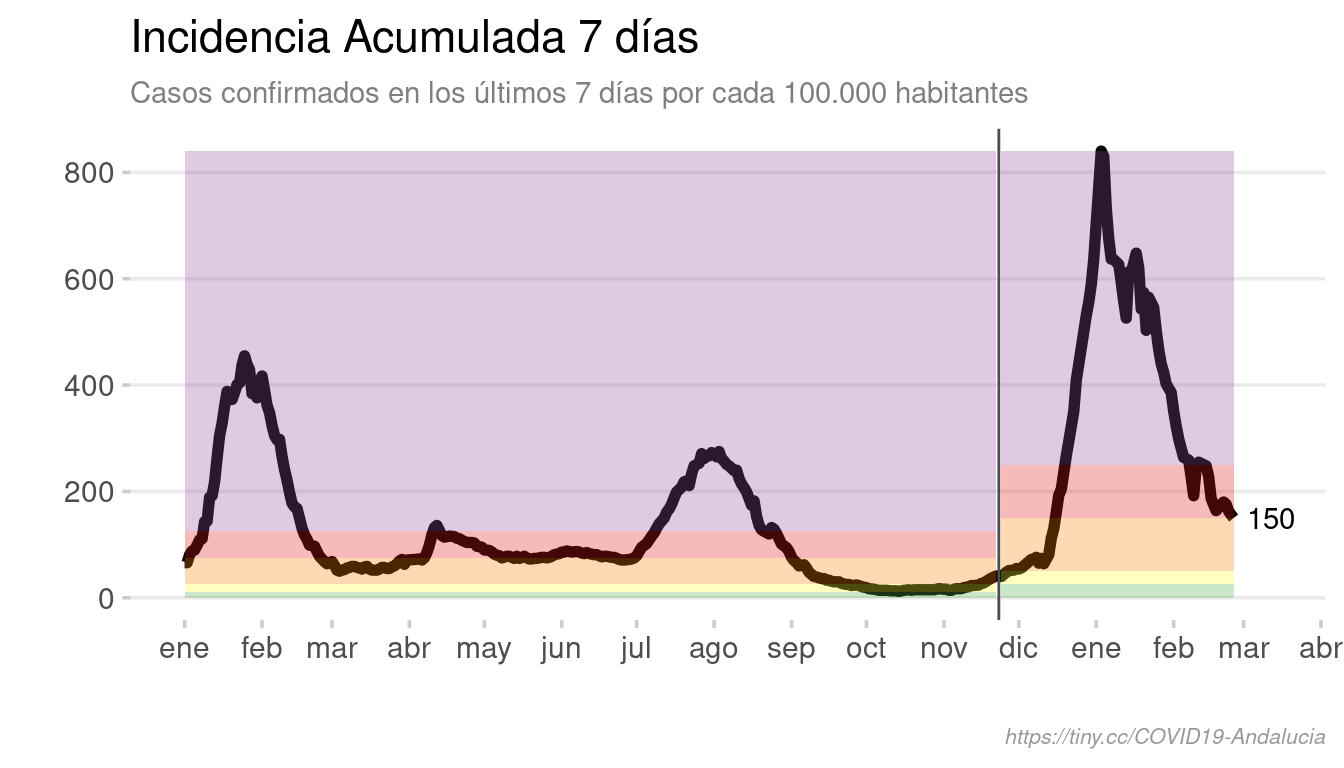 Incidencia Acumulada 7 días
Casos confirmados en los últimos 7 días por cada 100.000 habitantes
800
600
400
200
0
150
ene feb mar abr may jun jul ago sep oct nov dic ene feb mar abr
https://tiny.cc/COVID19-Andalucia